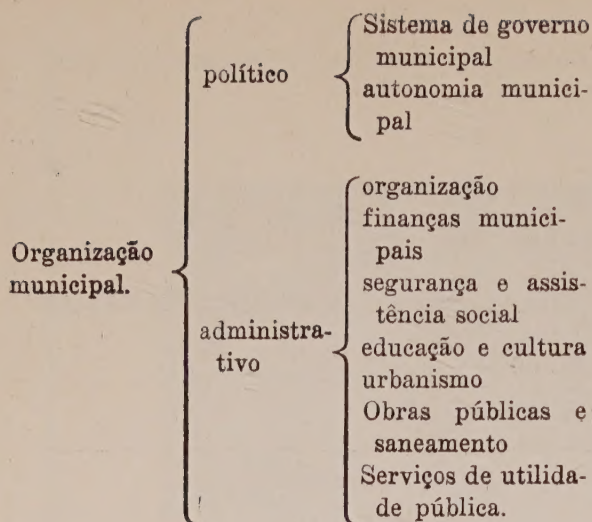 Organização
municipal.
político
Sistema de governo
municipal
autonomia munici-
pal
administra-
tivo
organização
finanças munici-
pais
segurança e assis-
tência social
educação e cultura
urbanismo
Obras públicas e
saneamento
Serviços de utilida-
de pública.